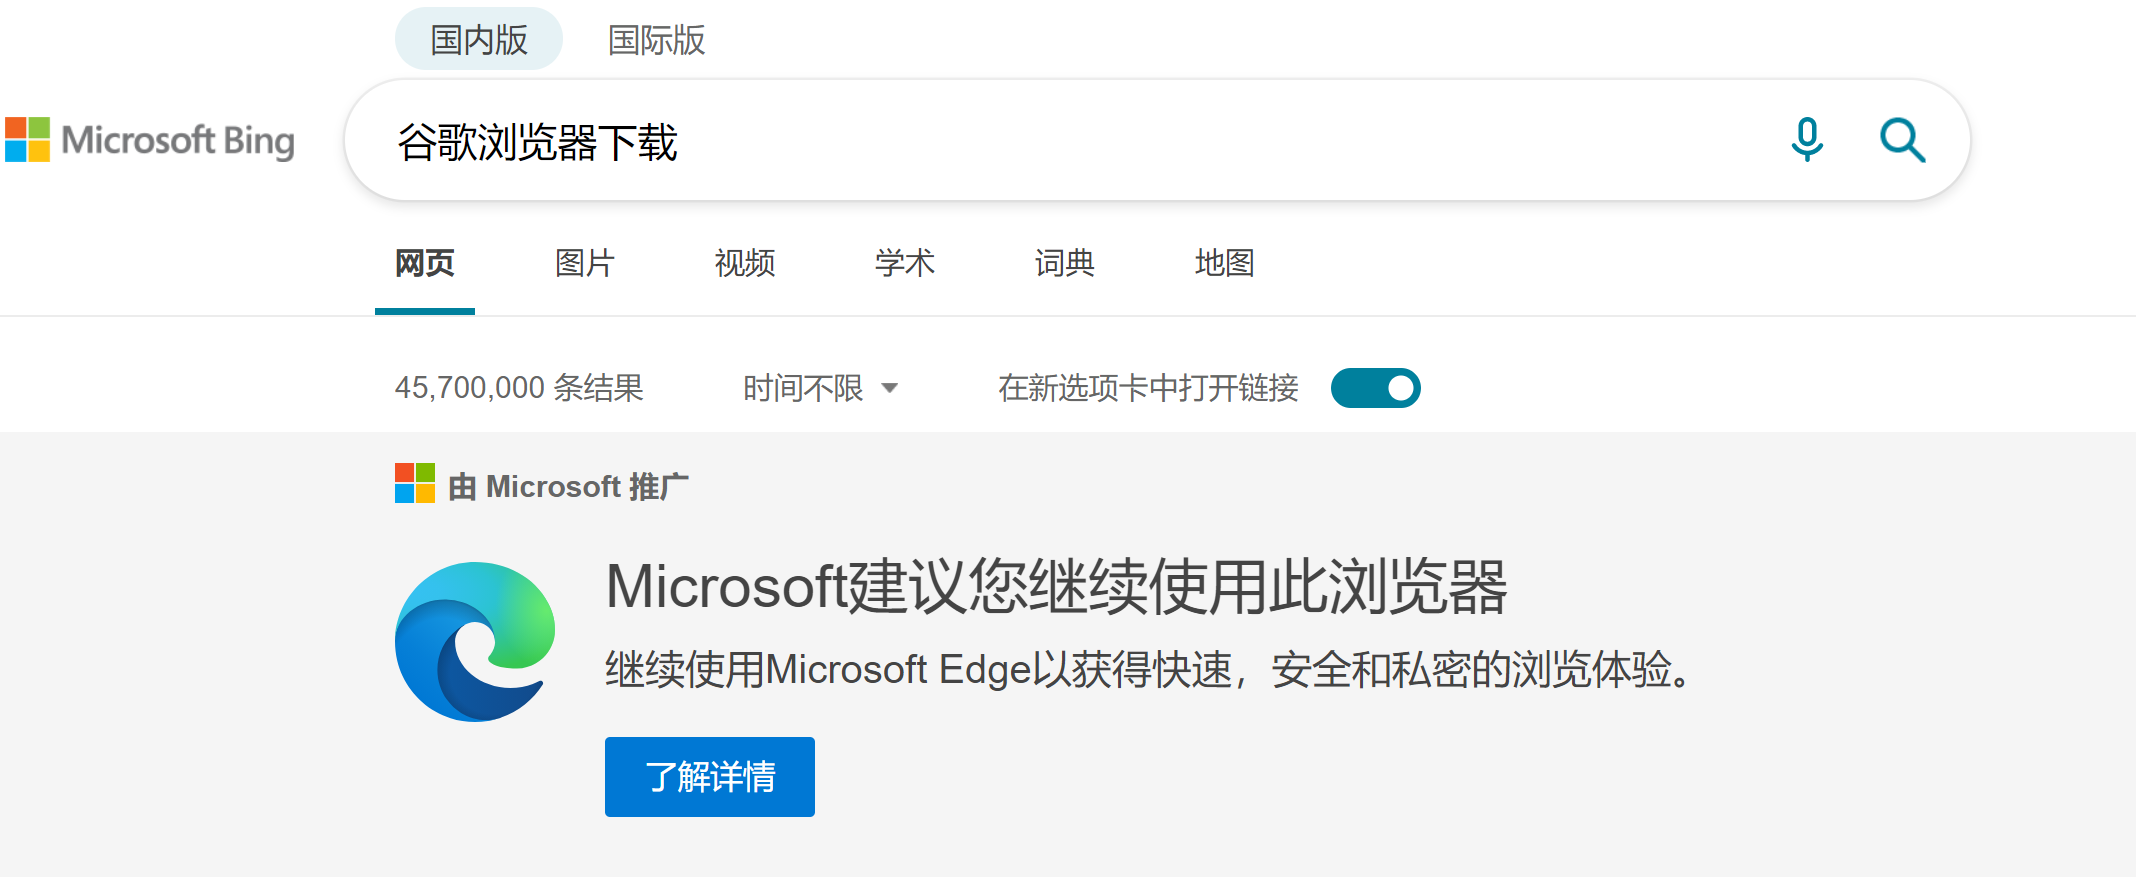 国内版 国际版
Microsoft Bing
谷歌浏览器下载
网页 图片 视频 学术 词典 地图
45,700,000 条结果 时间不限 在新选项卡中打开链接
由 Microsoft 推广
Microsoft建议您继续使用此浏览器
继续使用Microsoft Edge以获得快速，安全和私密的浏览体验。
了解详情